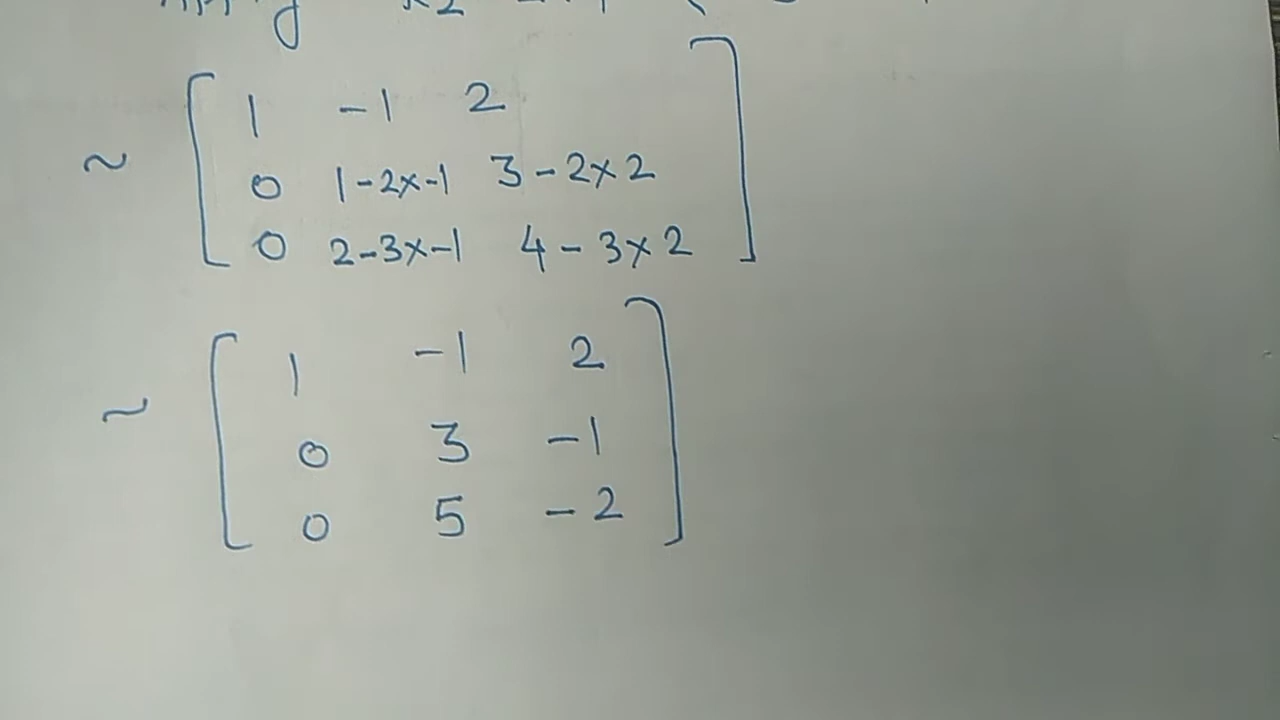 ~ [ 1 -1 2
0 1-2x-1 3-2x2
0 2-3x-1 4-3x2 ]
~ [ 1 -1 2
0 3 -1
0 5 -2 ]